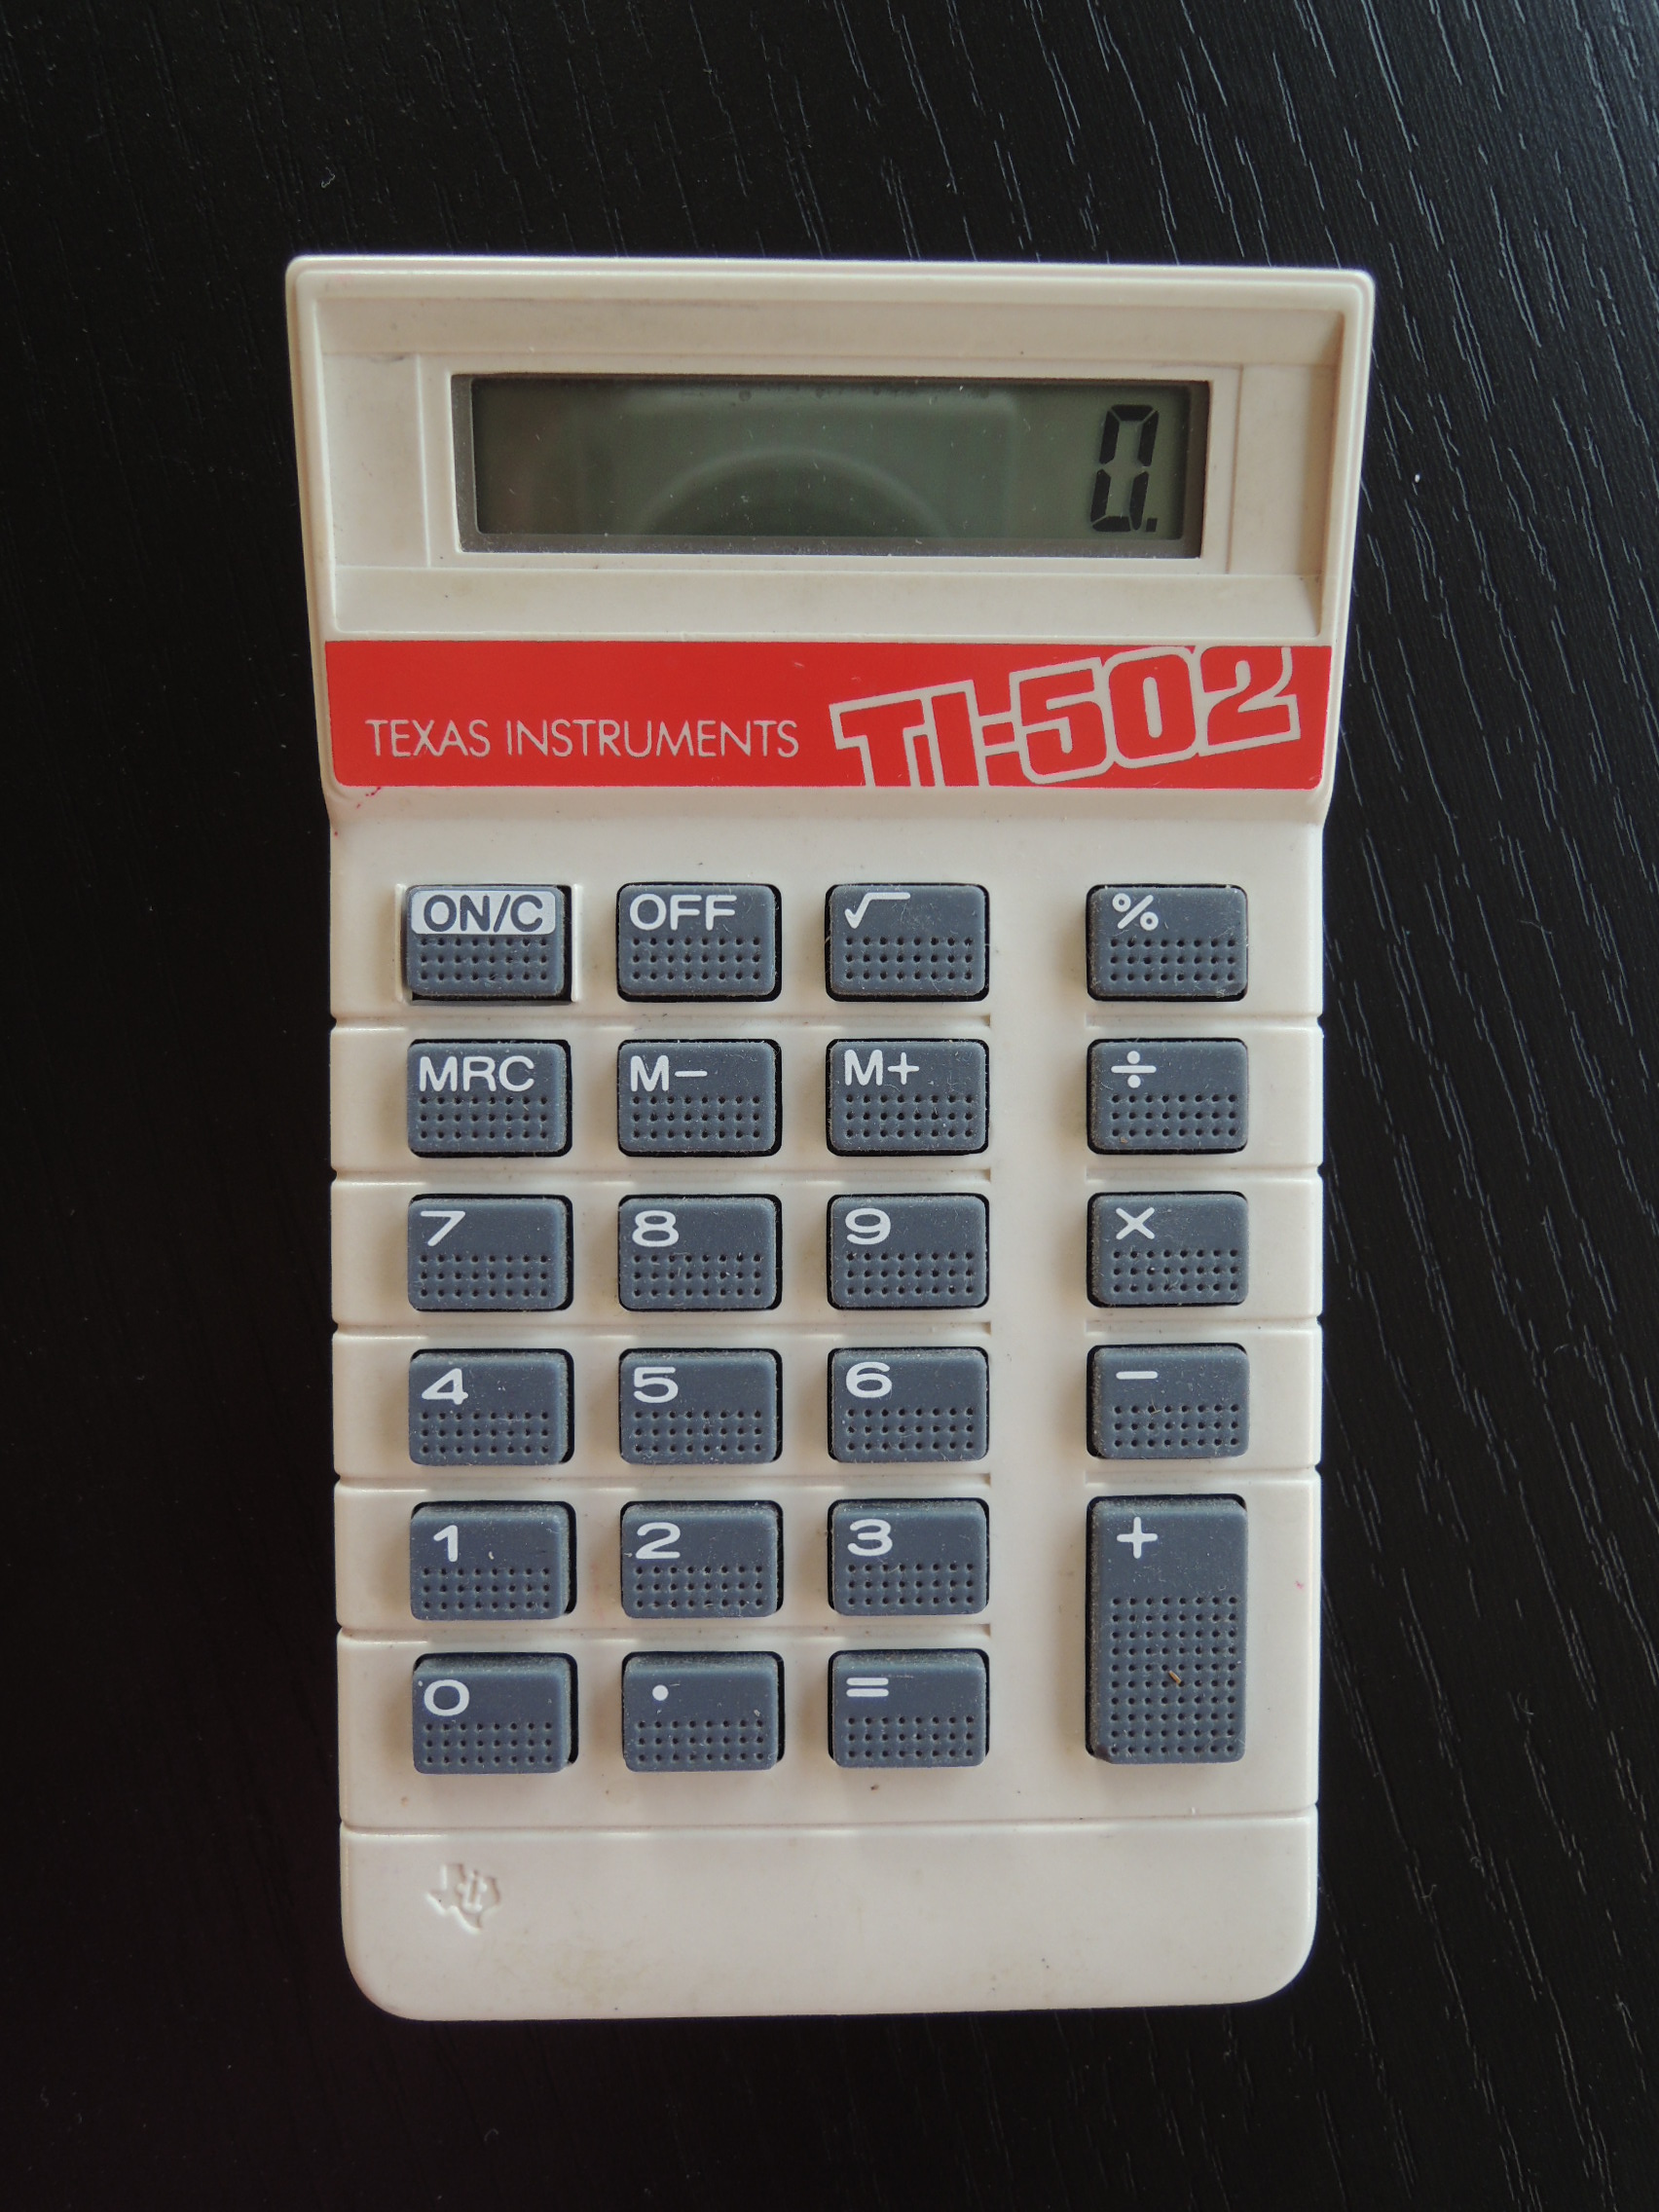 0.
TEXAS INSTRUMENTS TI-502
ON/C OFF √ %
MRC M− M+ ÷
7 8 9 ×
4 5 6 −
1 2 3 +
0 . =